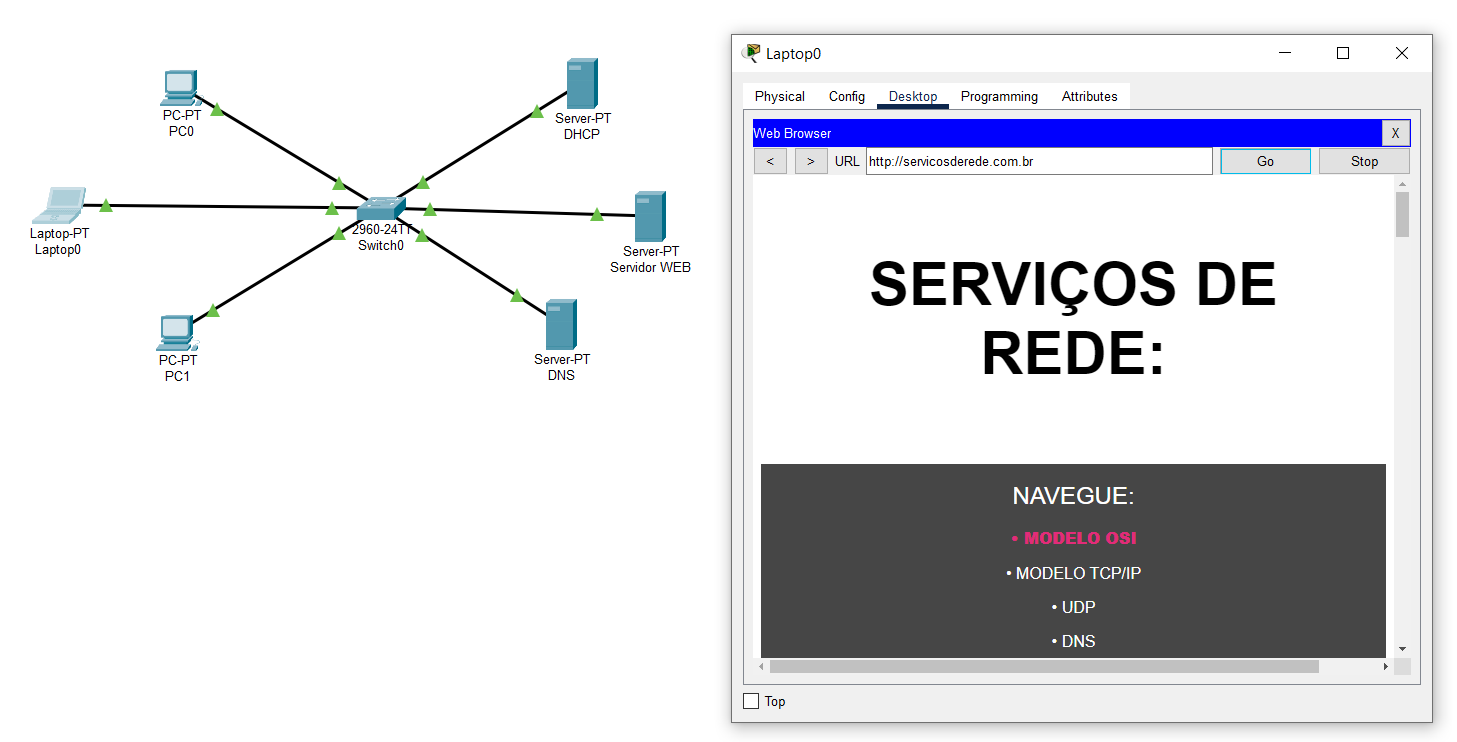 PC-PT
PC0
Server-PT
DHCP
Laptop-PT
Laptop0
2960-24TT
Switch0
Server-PT
Servidor WEB
PC-PT
PC1
Server-PT
DNS
Laptop0
Physical Config Desktop Programming Attributes
Web Browser X
< > URL http://servicosderede.com.br Go Stop
SERVIÇOS DE
REDE:
NAVEGUE:
• MODELO OSI
• MODELO TCP/IP
• UDP
• DNS
Top